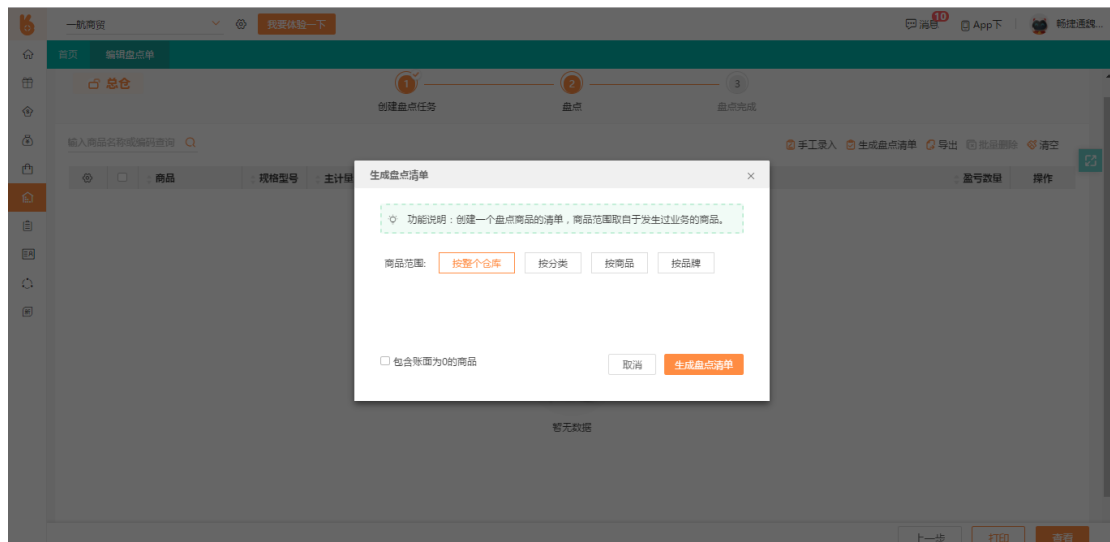 一航商贸 我要体验一下 消息 10 App下 畅捷通魏...
首页 编辑盘点单
总仓 1 2 3
创建盘点任务 盘点 盘点完成
输入商品名称或编码查询 手工录入 生成盘点清单 导出 批量删除 清空
商品 规格型号 主计量 盈亏数量 操作
生成盘点清单
功能说明：创建一个盘点商品的清单，商品范围取自于发生过业务的商品。
商品范围: 按整个仓库 按分类 按商品 按品牌
包含账面为0的商品 取消 生成盘点清单
暂无数据
上一步 打印 查看